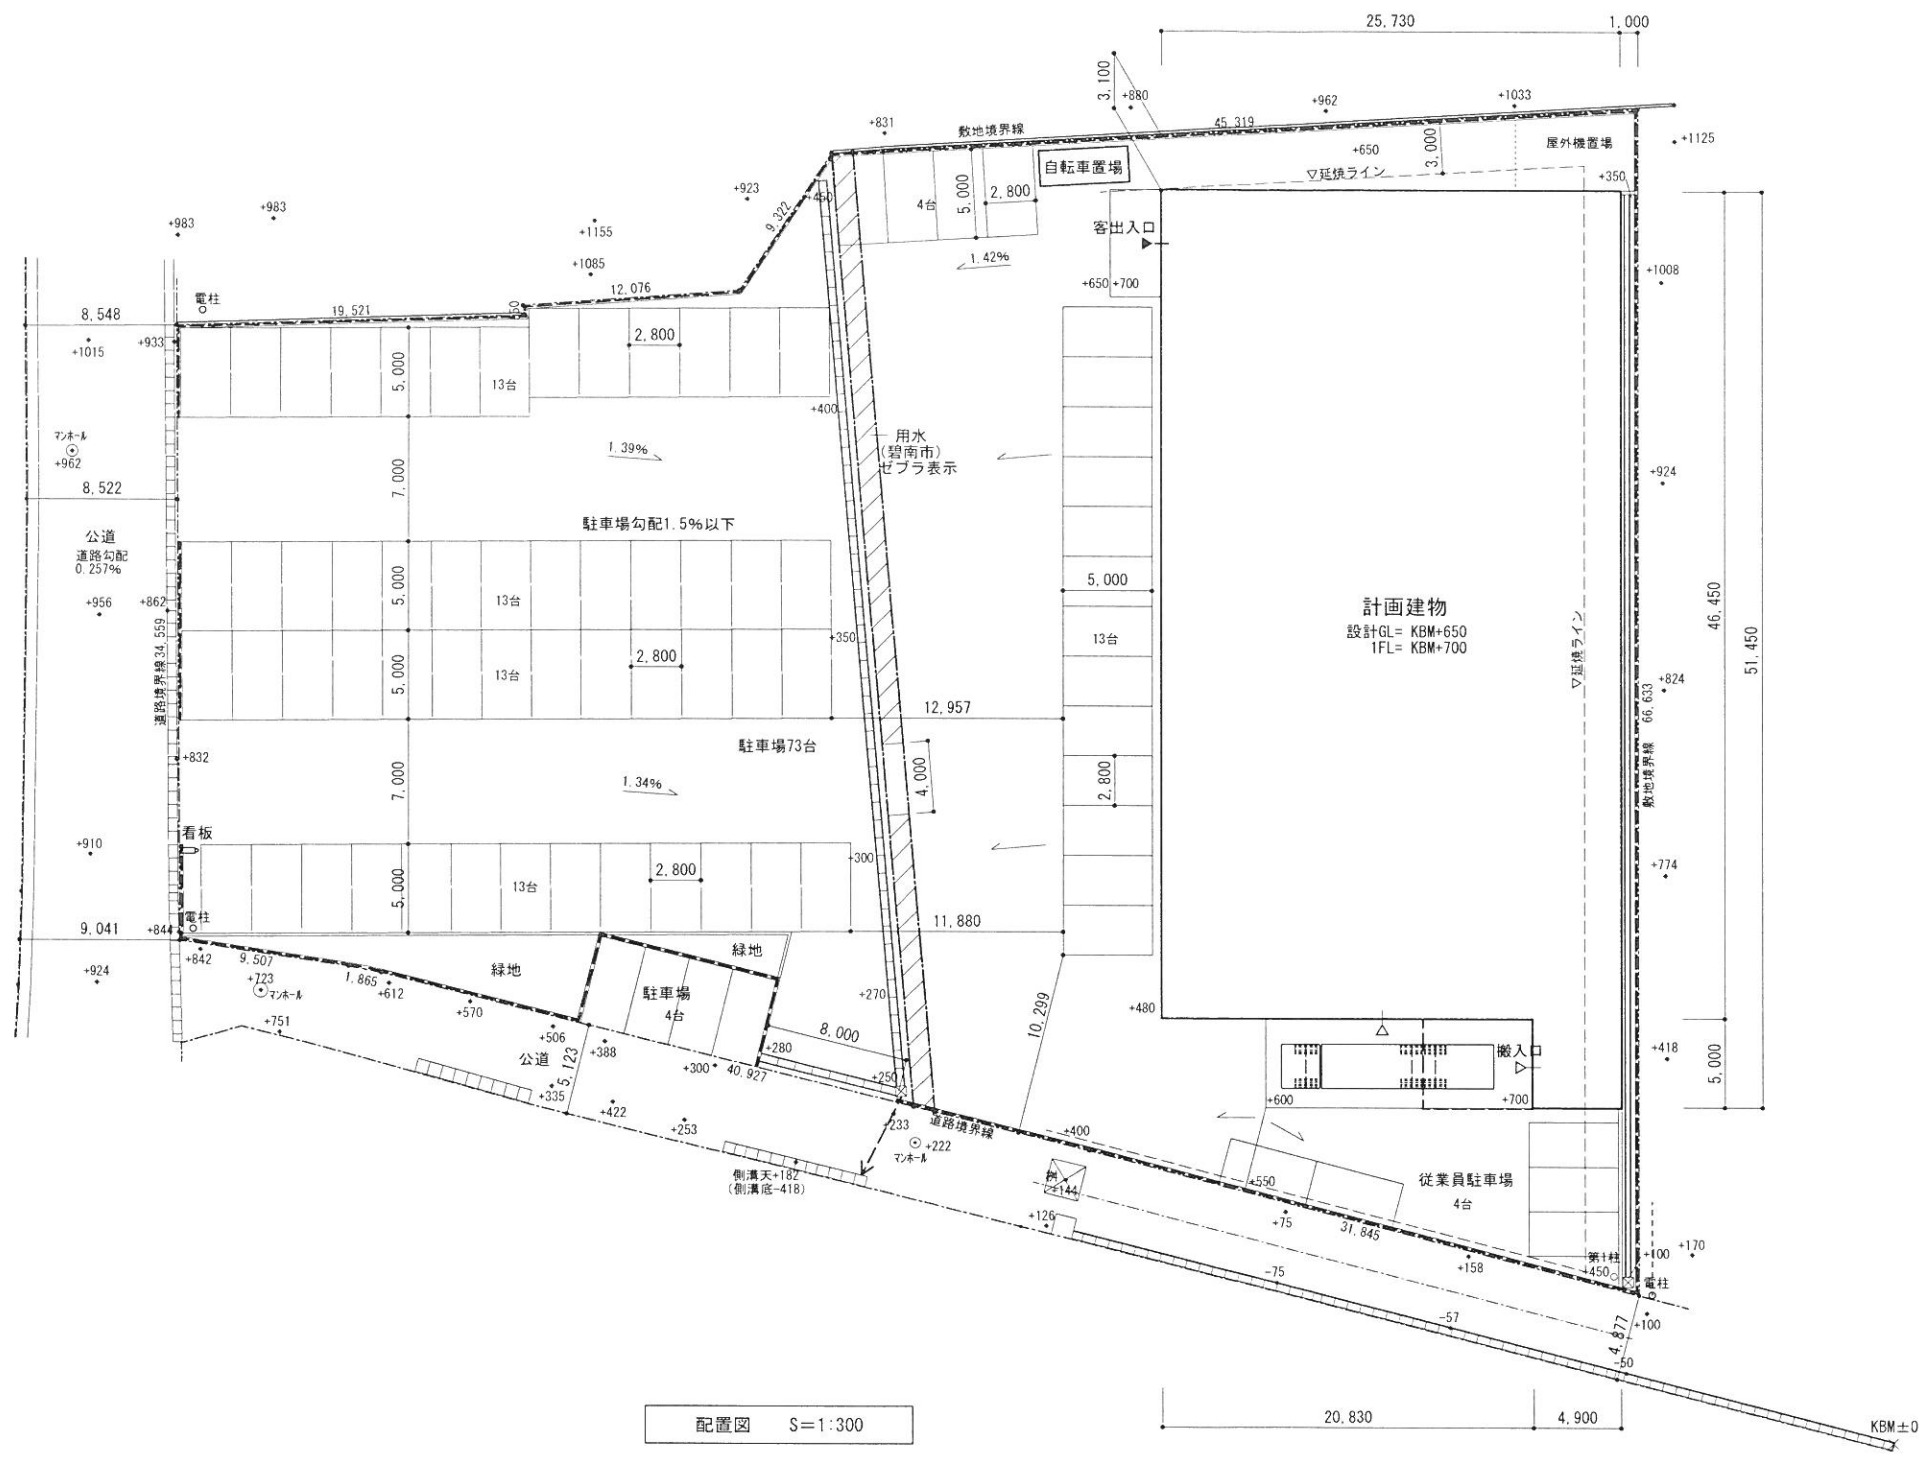 25,730
1,000
3,100
+880
+962
+1033
+831
敷地境界線
45.319
+1125
屋外機置場
+650
3,000
自転車置場
▽延焼ライン
+350
+923
+450
9.322
4台
5,000
2,800
+983
+983
+1155
客出入口
1.42%
+1085
+1008
+650
+700
12.076
電柱
19,521
8,548
+1015
+933
2,800
5,000
13台
+400
用水
(碧南市)
ゼブラ表示
マンホール
+962
1.39%
+924
7,000
8,522
駐車場勾配1.5%以下
公道
道路勾配
0.257%
5,000
5,000
+956
+862
13台
計画建物
設計GL= KBM+650
1FL= KBM+700
46,450
51,450
道路境界線34,559
+350
13台
2,800
5,000
13台
▽延焼ライン
+824
12,957
66,633
敷地境界線
駐車場73台
+832
4,000
7,000
1.34%
2,800
看板
+910
+300
+774
2,800
5,000
13台
電柱
9,041
+844
11,880
緑地
緑地
+842
9.507
+924
+723
マンホール
1.865
+612
駐車場
4台
+270
+480
+570
10.299
+751
+506
8,000
公道
+388
+280
5,123
搬入口
+418
5,000
+300
40.927
+250
+335
+600
+700
+422
+253
+233
道路境界線
+222
マンホール
+400
側溝天+182
(側溝底-418)
+144
+550
従業員駐車場
4台
+126
+75
31.845
+158
第1柱
+450
+100
+170
電柱
-75
-57
4,877
+100
-50
20,830
4,900
配置図 S=1:300
KBM±0